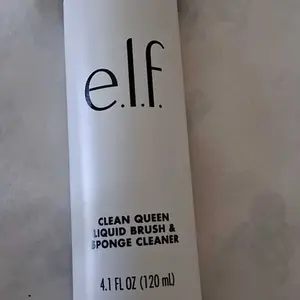 e.l.f.
CLEAN QUEEN
LIQUID BRUSH &
SPONGE CLEANER
4.1 FL OZ (120 mL)